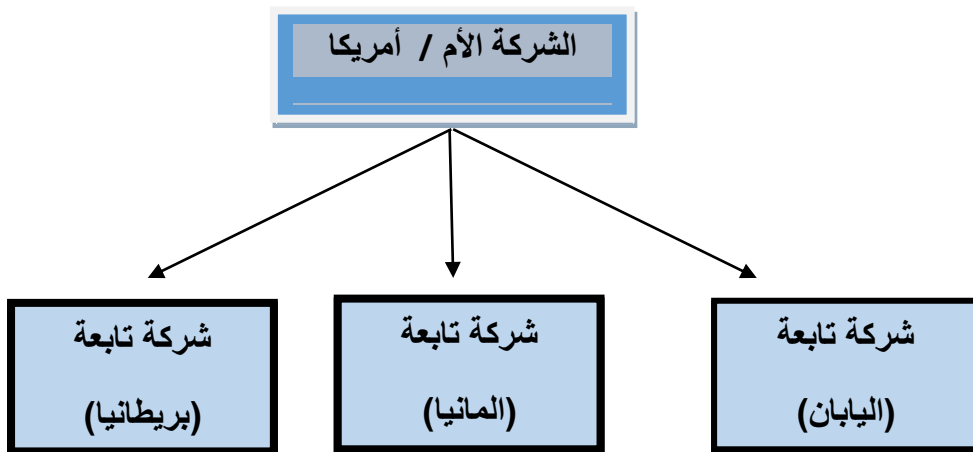 الشركة الأم / أمريكا
شركة تابعة
(اليابان)
شركة تابعة
(المانيا)
شركة تابعة
(بريطانيا)